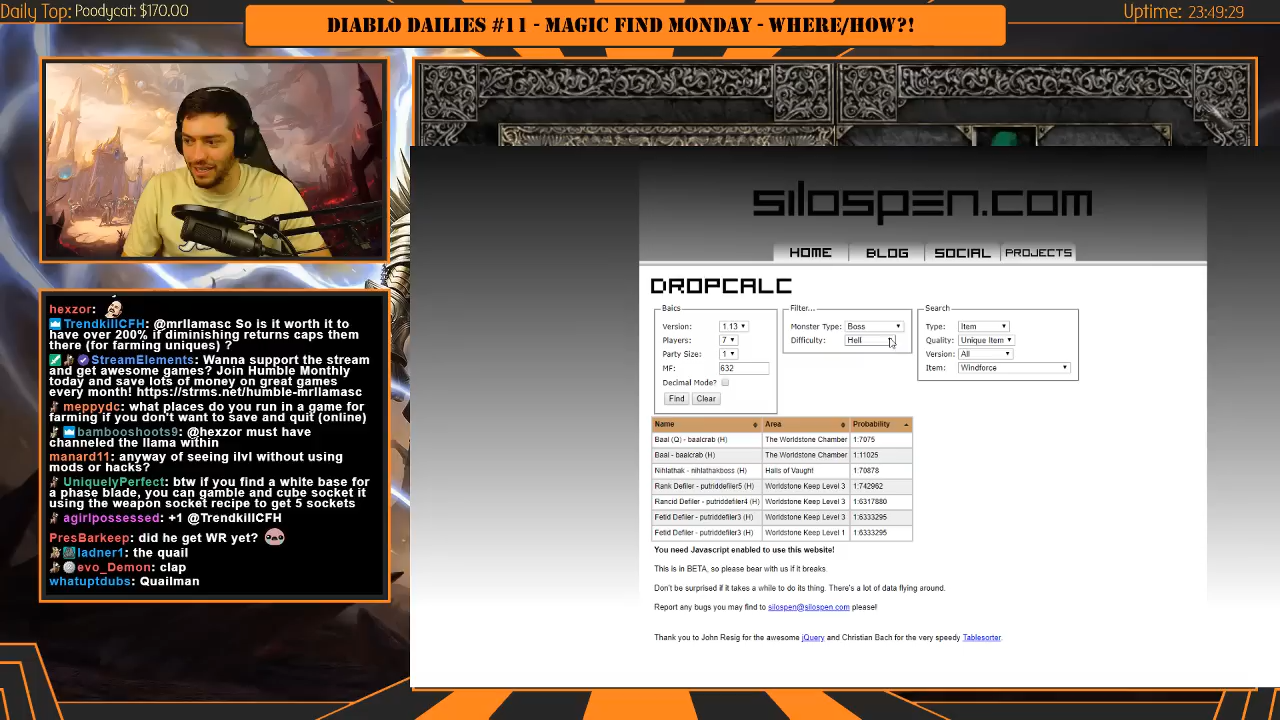 Daily Top: Poodycat: $170.00
DIABLO DAILIES #11 - MAGIC FIND MONDAY - WHERE/HOW?!
Uptime: 23:49:29
hexzor:
TrendkillCFH: @mrllamasc So is it worth it to
have over 200% if diminishing returns caps them
there (for farming uniques) ?
StreamElements: Wanna support the stream
and get awesome games? Join Humble Monthly
today and save lots of money on great games
every month! https://strms.net/humble-mrllamasc
meppydc: what places do you run in a game for
farming if you don't want to save and quit (online)
bambooshoots9: @hexzor must have
channeled the llama within
manard11: anyway of seeing ilvl without using
mods or hacks?
UniquelyPerfect: btw if you find a white base for
a phase blade, you can gamble and cube socket it
using the weapon socket recipe to get 5 sockets
agirlpossessed: +1 @TrendkillCFH
PresBarkeep: did he get WR yet?
ladner1: the quail
evo_Demon: clap
whatuptdubs: Quailman
silospen.com
HOME BLOG SOCIAL PROJECTS
DROPCALC
Baics
Version: 1.13
Players: 7
Party Size: 1
MF: 632
Decimal Mode?
Find Clear
Filter...
Monster Type: Boss
Difficulty: Hell
Search
Type: Item
Quality: Unique Item
Version: All
Item: Windforce
Name Area Probability
Baal (Q) - baalcrab (H) The Worldstone Chamber 1:7075
Baal - baalcrab (H) The Worldstone Chamber 1:11025
Nihlathak - nihlathakboss (H) Halls of Vaught 1:70878
Rank Defiler - putriddefiler5 (H) Worldstone Keep Level 3 1:742962
Rancid Defiler - putriddefiler4 (H) Worldstone Keep Level 3 1:6317880
Fetid Defiler - putriddefiler3 (H) Worldstone Keep Level 3 1:6333295
Fetid Defiler - putriddefiler3 (H) Worldstone Keep Level 1 1:6333295
You need Javascript enabled to use this website!
This is in BETA, so please bear with us if it breaks
Don't be surprised if it takes a while to do its thing. There's a lot of data flying around.
Report any bugs you may find to silospen@silospen.com please!
Thank you to John Resig for the awesome jQuery and Christian Bach for the very speedy Tablesorter.